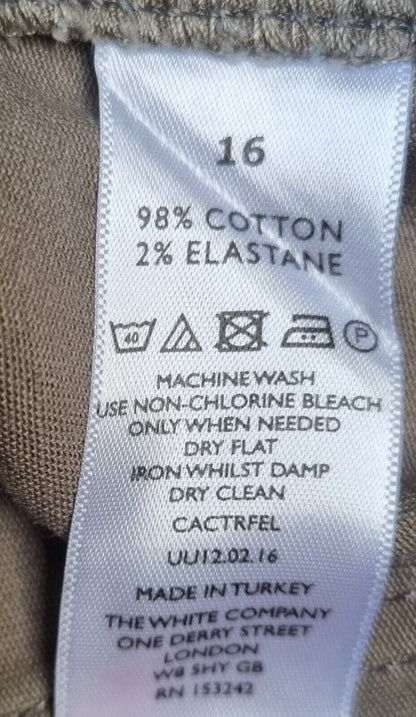 16
98% COTTON
2% ELASTANE
40 P
MACHINE WASH
USE NON-CHLORINE BLEACH
ONLY WHEN NEEDED
DRY FLAT
IRON WHILST DAMP
DRY CLEAN
CACTRFEL
UU12.02.16
MADE IN TURKEY
THE WHITE COMPANY
ONE DERRY STREET
LONDON
W8 5HY GB
RN 153242